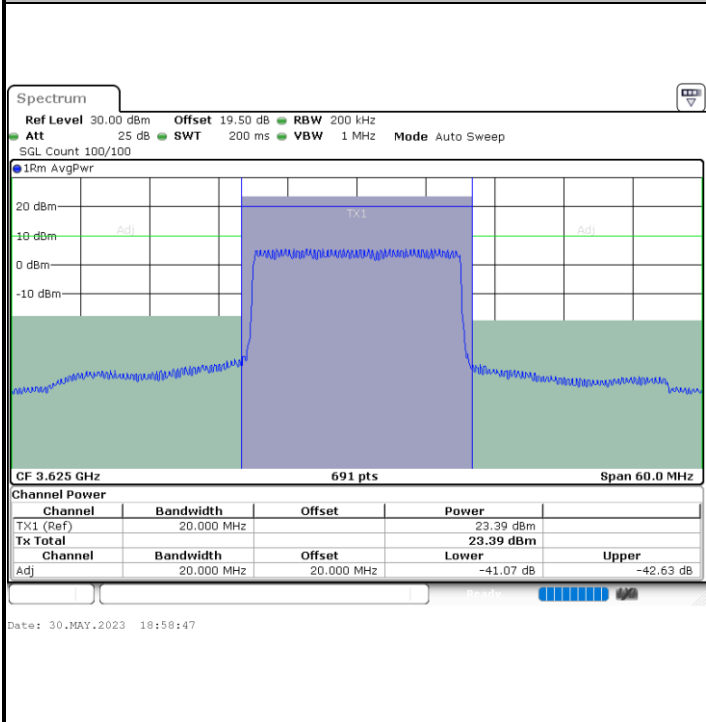 Spectrum
Ref Level 30.00 dBm Offset 19.50 dB RBW 200 kHz
Att 25 dB SWT 200 ms VBW 1 MHz Mode Auto Sweep
SGL Count 100/100
1Rm AvgPwr
20 dBm
TX1
10 dBm Adj Adj
0 dBm
-10 dBm
CF 3.625 GHz 691 pts Span 60.0 MHz
Channel Power
Channel Bandwidth Offset Power
TX1 (Ref) 20.000 MHz 23.39 dBm
Tx Total 23.39 dBm
Channel Bandwidth Offset Lower Upper
Adj 20.000 MHz 20.000 MHz -41.07 dB -42.63 dB
Ready
Date: 30.MAY.2023 18:58:47